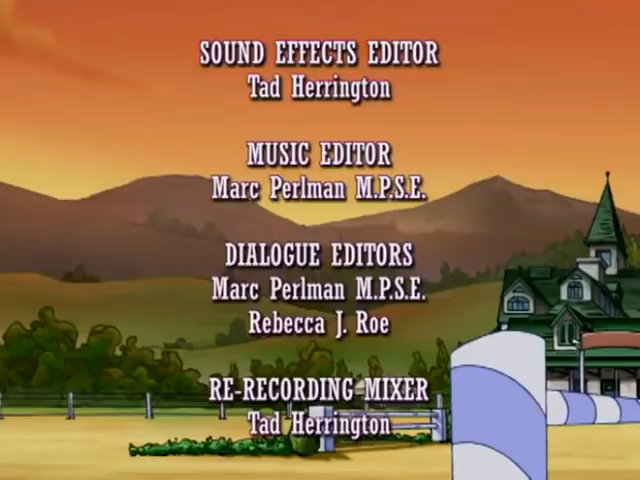 SOUND EFFECTS EDITOR
Tad Herrington
MUSIC EDITOR
Marc Perlman M.P.S.E.
DIALOGUE EDITORS
Marc Perlman M.P.S.E.
Rebecca J. Roe
RE-RECORDING MIXER
Tad Herrington